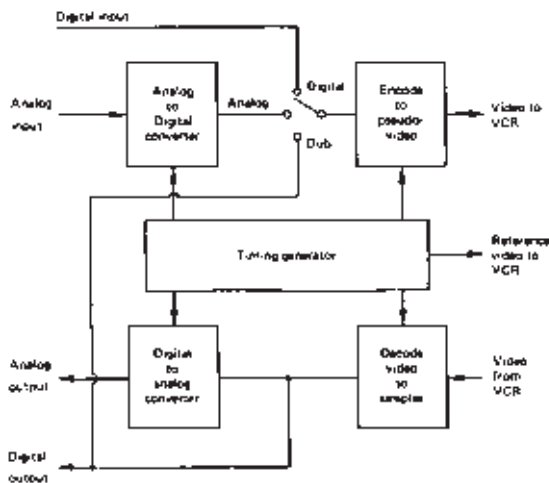 Digital input
Analog
to
Digital
converter
Analog
Digital
Dub
Encode
to
pseudo-
video
Analog
input
Video to
VCR
Timing generator
Reference
video to
VCR
Digital
to
analog
converter
Decode
video
to
samples
Analog
output
Video
from
VCR
Digital
output